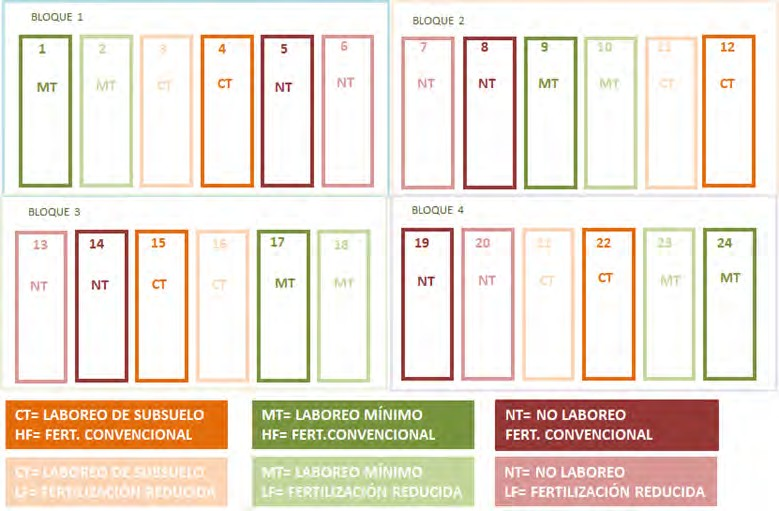 BLOQUE 1
1 2 3 4 5 6
MT MT CT CT NT NT
BLOQUE 2
7 8 9 10 11 12
NT NT MT MT CT CT
BLOQUE 3
13 14 15 16 17 18
NT NT CT CT MT MT
BLOQUE 4
19 20 21 22 23 24
NT NT CT CT MT MT
CT= LABOREO DE SUBSUELO
HF= FERT. CONVENCIONAL
MT= LABOREO MÍNIMO
HF= FERT.CONVENCIONAL
NT= NO LABOREO
FERT. CONVENCIONAL
CT= LABOREO DE SUBSUELO
LF= FERTILIZACIÓN REDUCIDA
MT= LABOREO MÍNIMO
LF= FERTILIZACIÓN REDUCIDA
NT= NO LABOREO
LF= FERTILIZACIÓN REDUCIDA